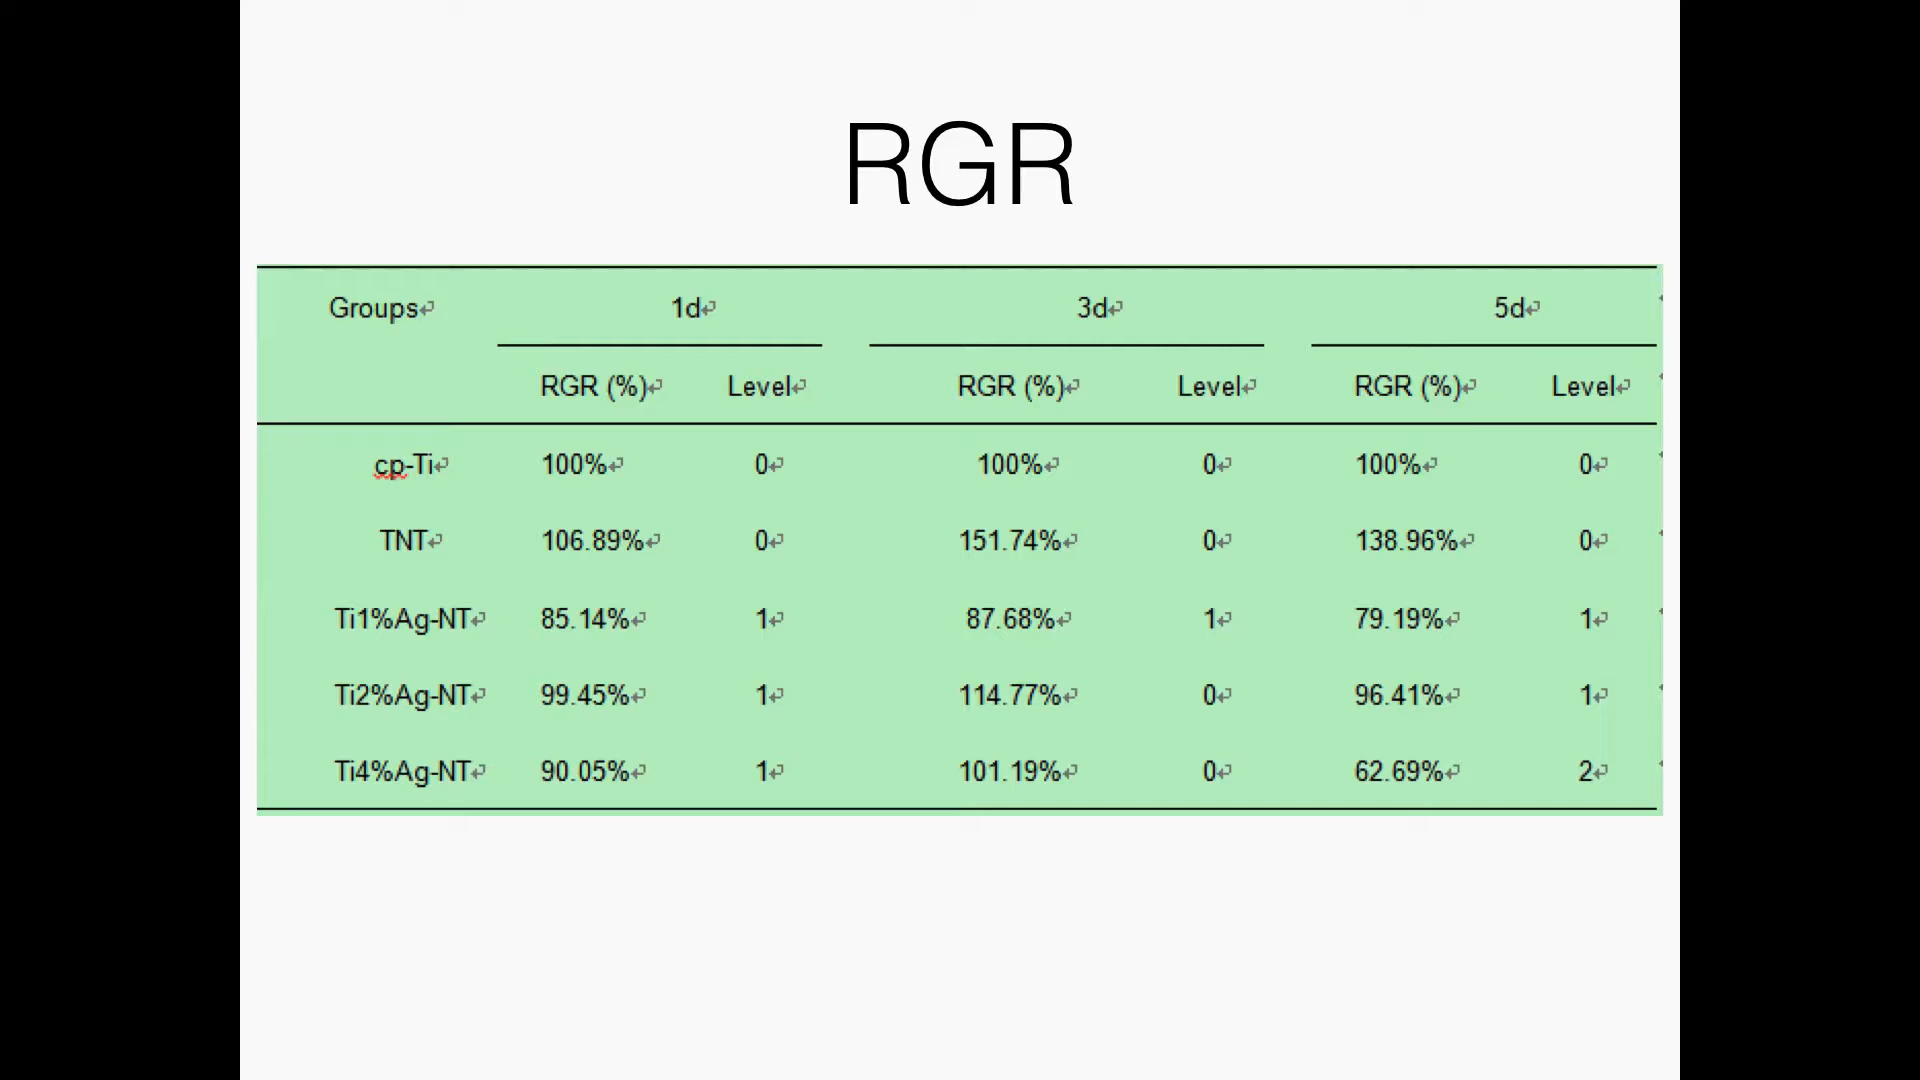 RGR
Groups 1d 3d 5d
RGR (%) Level RGR (%) Level RGR (%) Level
cp-Ti 100% 0 100% 0 100% 0
TNT 106.89% 0 151.74% 0 138.96% 0
Ti1%Ag-NT 85.14% 1 87.68% 1 79.19% 1
Ti2%Ag-NT 99.45% 1 114.77% 0 96.41% 1
Ti4%Ag-NT 90.05% 1 101.19% 0 62.69% 2